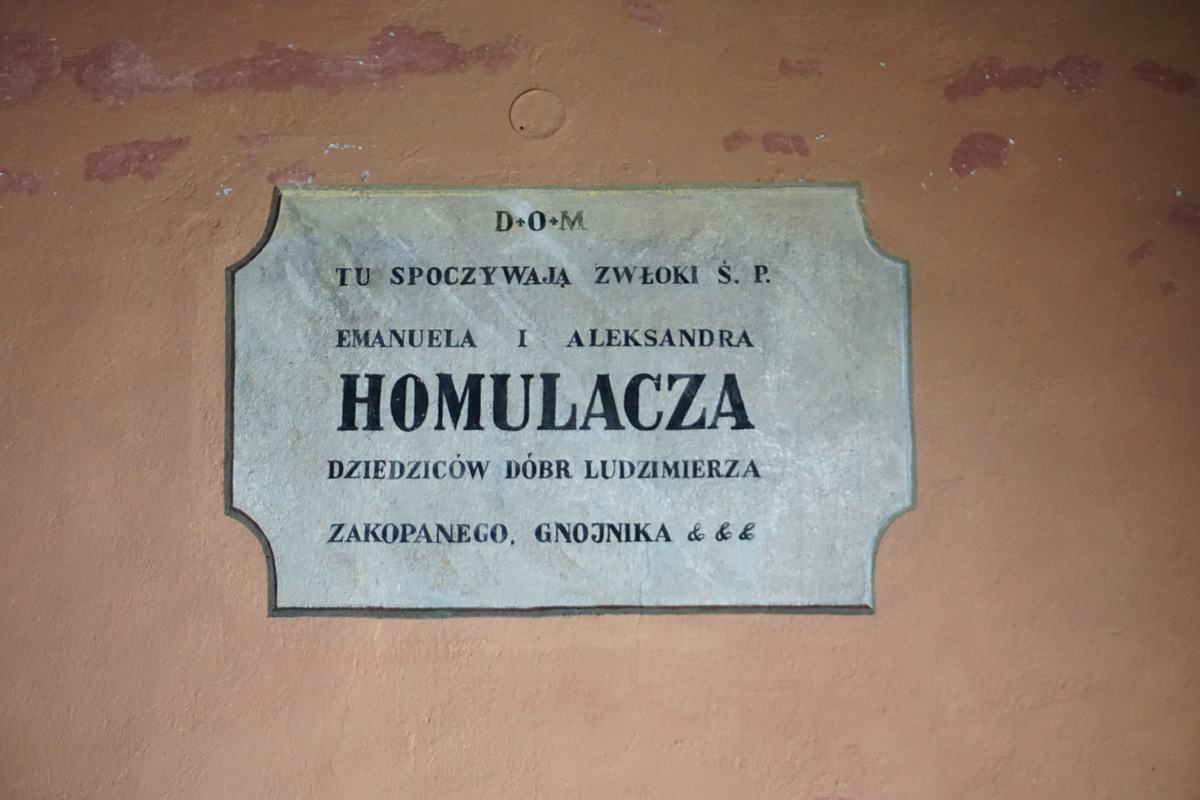 D+O+M
TU SPOCZYWAJĄ ZWŁOKI Ś. P.
EMANUELA I ALEKSANDRA
HOMULACZA
DZIEDZICÓW DÓBR LUDZIMIERZA
ZAKOPANEGO, GNOJNIKA & & &